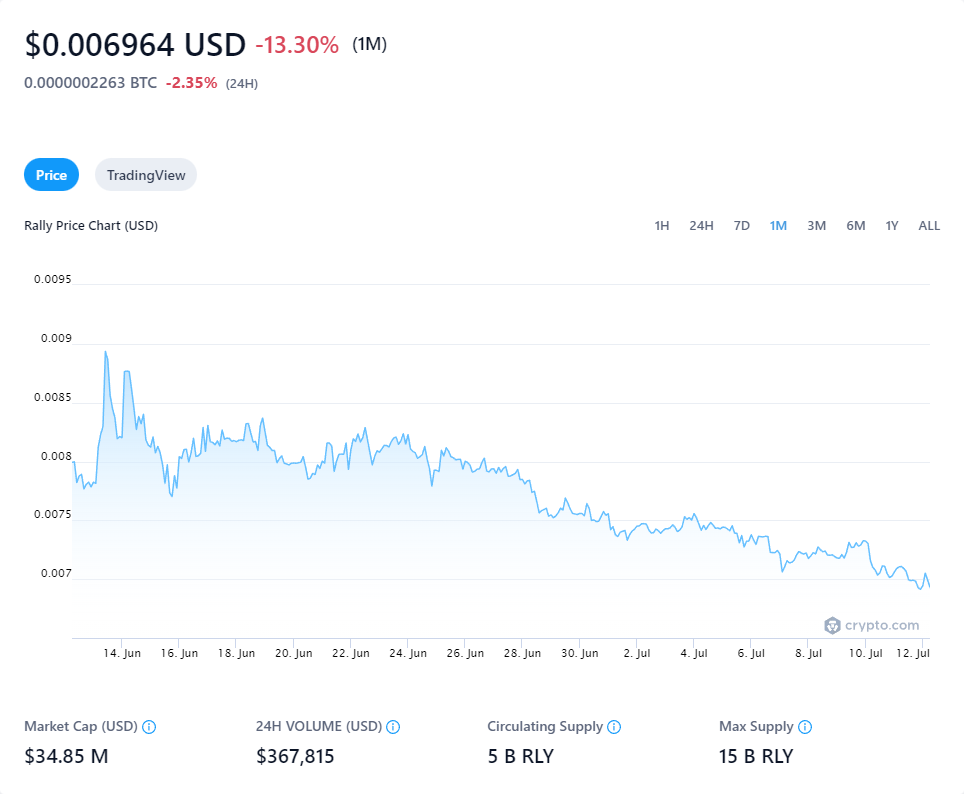 $0.006964 USD -13.30% (1M)
0.0000002263 BTC -2.35% (24H)
Price TradingView
Rally Price Chart (USD) 1H 24H 7D 1M 3M 6M 1Y ALL
0.0095
0.009
0.0085
0.008
0.0075
0.007
crypto.com
14. Jun 16. Jun 18. Jun 20. Jun 22. Jun 24. Jun 26. Jun 28. Jun 30. Jun 2. Jul 4. Jul 6. Jul 8. Jul 10. Jul 12. Jul
Market Cap (USD) 24H VOLUME (USD) Circulating Supply Max Supply
$34.85 M $367,815 5 B RLY 15 B RLY